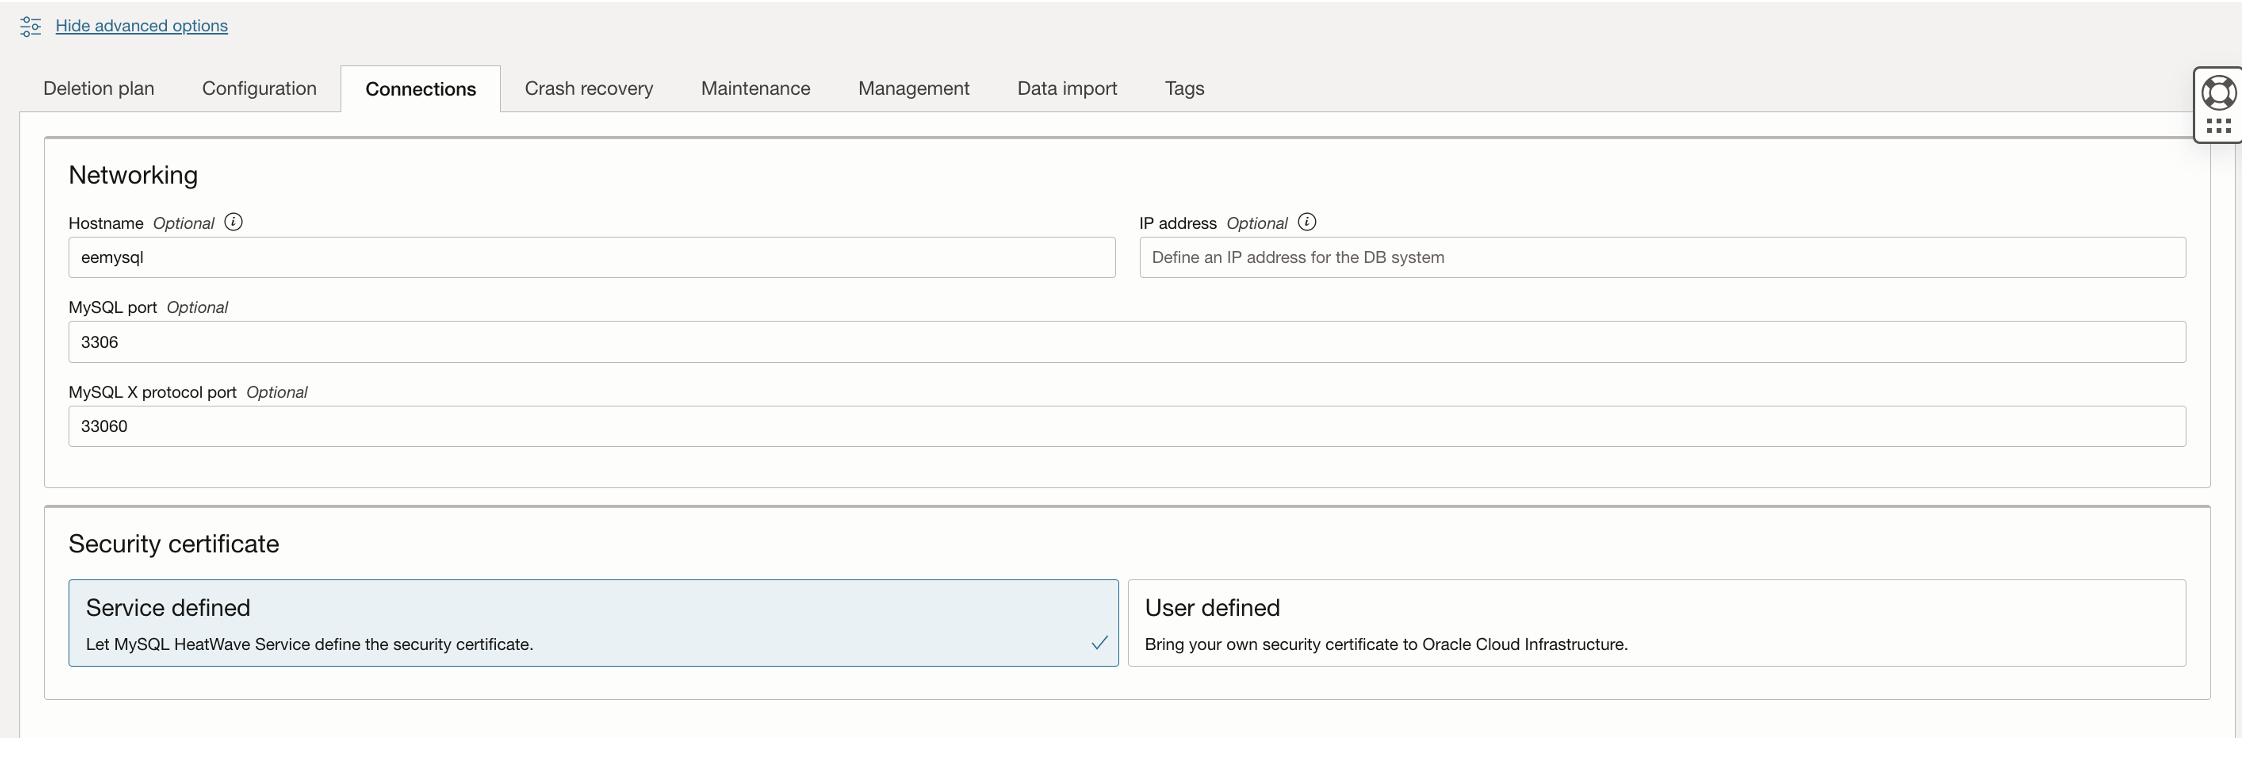 Hide advanced options
Deletion plan Configuration Connections Crash recovery Maintenance Management Data import Tags
Networking
Hostname Optional IP address Optional
eemysql Define an IP address for the DB system
MySQL port Optional
3306
MySQL X protocol port Optional
33060
Security certificate
Service defined User defined
Let MySQL HeatWave Service define the security certificate. Bring your own security certificate to Oracle Cloud Infrastructure.